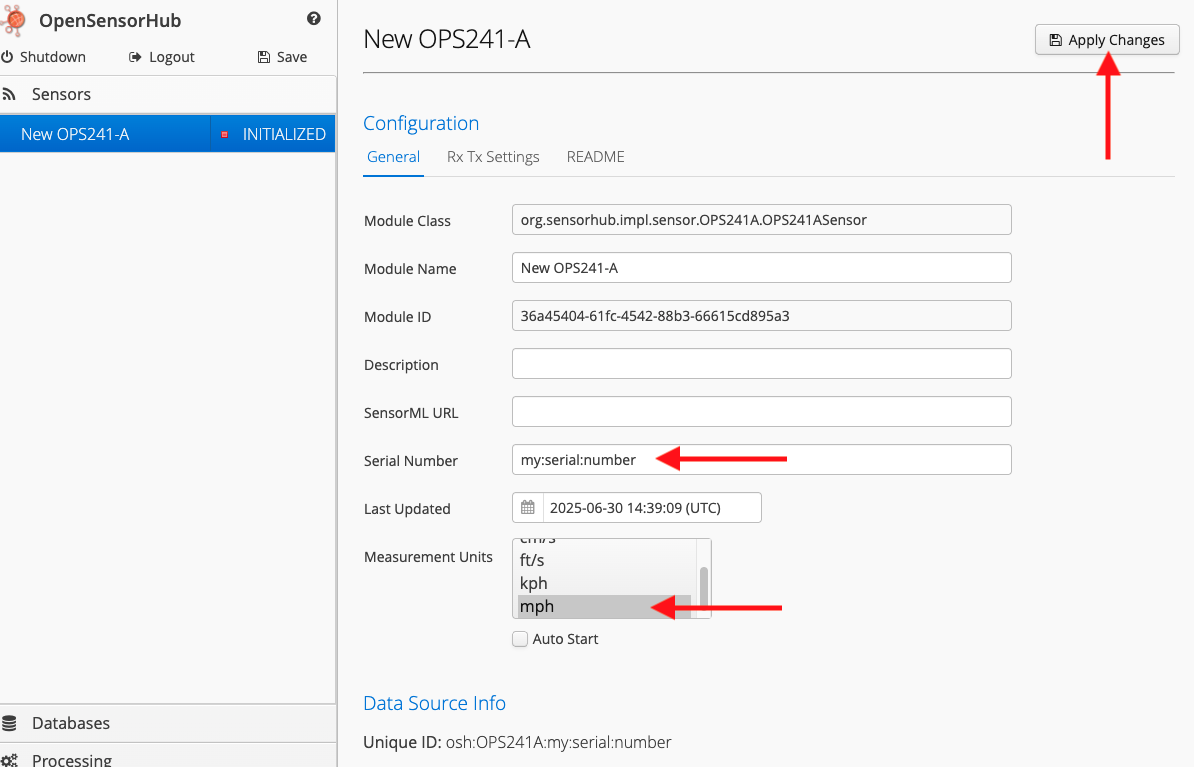 OpenSensorHub
Shutdown Logout Save
Sensors
New OPS241-A INITIALIZED
Databases
Processing
New OPS241-A
Apply Changes
Configuration
General Rx Tx Settings README
Module Class org.sensorhub.impl.sensor.OPS241A.OPS241ASensor
Module Name New OPS241-A
Module ID 36a45404-61fc-4542-88b3-66615cd895a3
Description
SensorML URL
Serial Number my:serial:number
Last Updated 2025-06-30 14:39:09 (UTC)
Measurement Units
cm/s
ft/s
kph
mph
Auto Start
Data Source Info
Unique ID: osh:OPS241A:my:serial:number